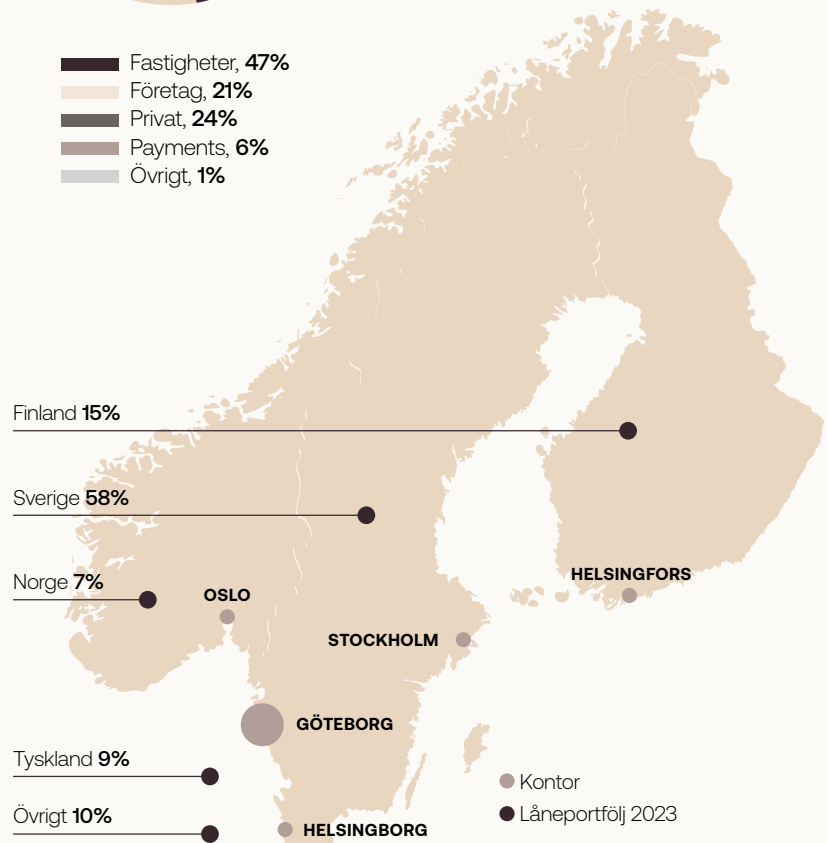 Fastigheter, 47%
Företag, 21%
Privat, 24%
Payments, 6%
Övrigt, 1%
Finland 15%
Sverige 58%
Norge 7%
OSLO
HELSINGFORS
STOCKHOLM
GÖTEBORG
Tyskland 9%
Övrigt 10%
HELSINGBORG
Kontor
Låneportfölj 2023